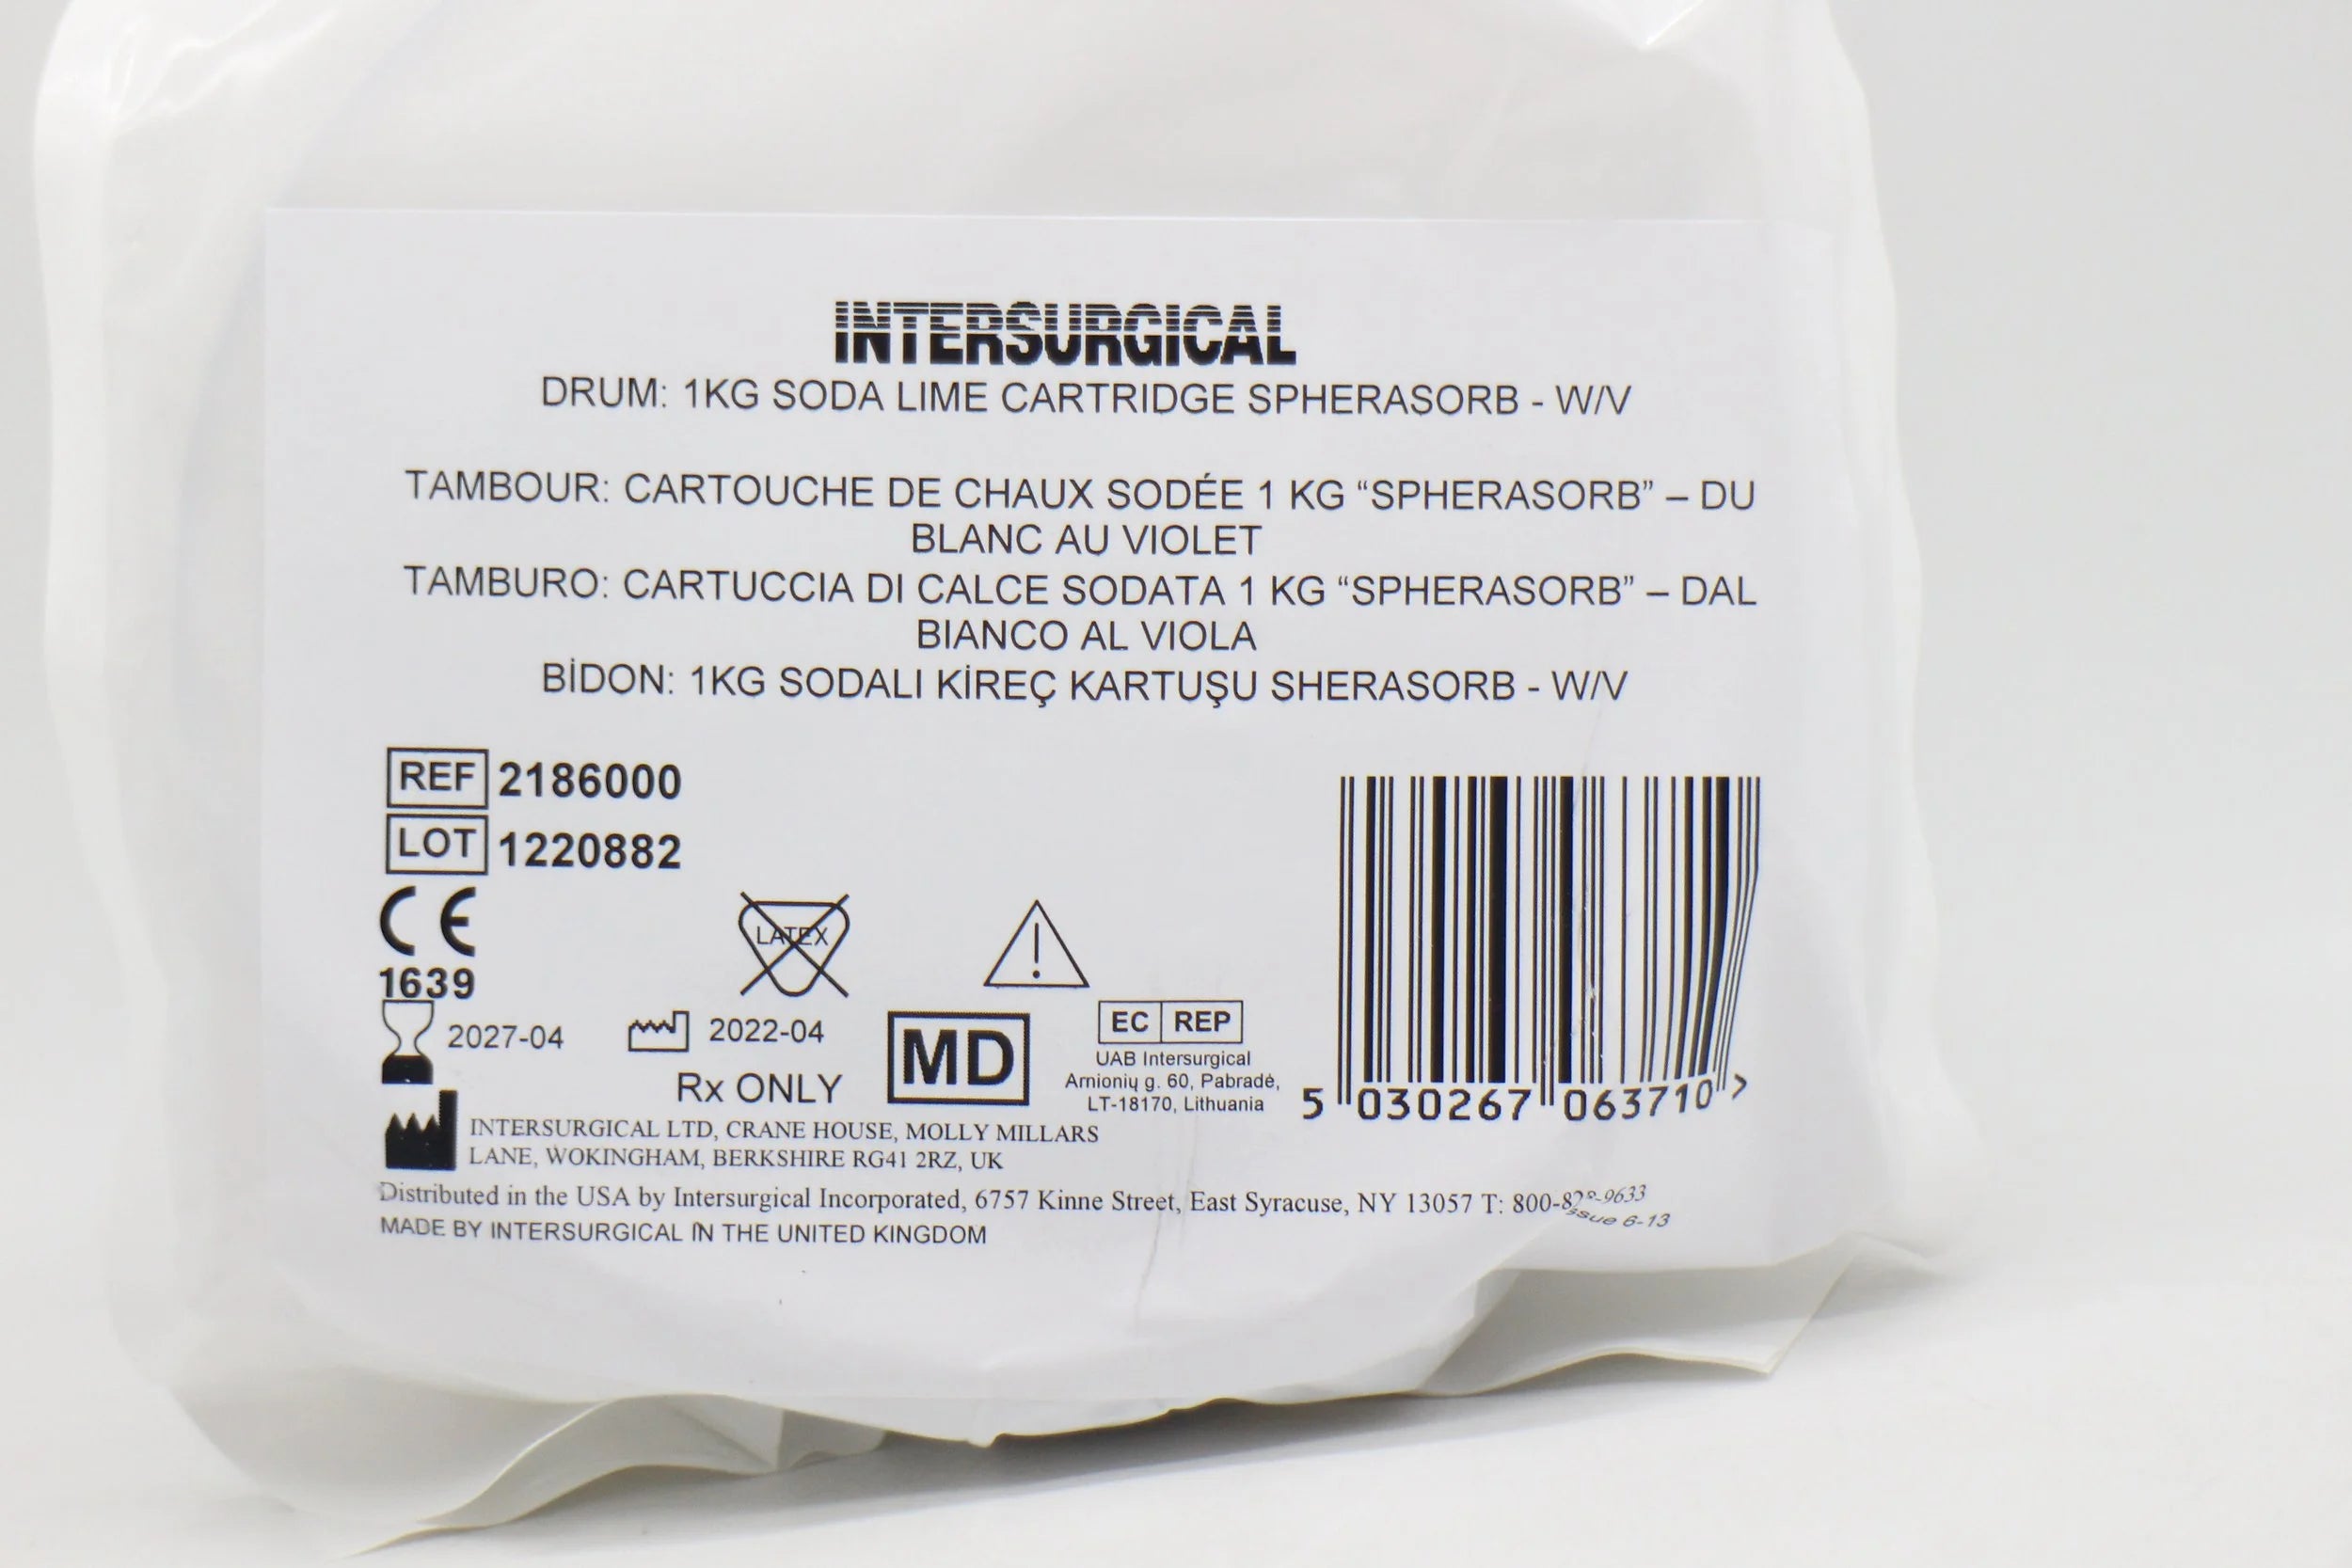 INTERSURGICAL
DRUM: 1KG SODA LIME CARTRIDGE SPHERASORB - W/V
TAMBOUR: CARTOUCHE DE CHAUX SODÉE 1 KG “SPHERASORB” – DU
BLANC AU VIOLET
TAMBURO: CARTUCCIA DI CALCE SODATA 1 KG “SPHERASORB” – DAL
BIANCO AL VIOLA
BİDON: 1KG SODALI KİREÇ KARTUŞU SHERASORB - W/V
REF 2186000
LOT 1220882
CE
1639
LATEX
2027-04
2022-04
Rx ONLY
MD
EC REP
UAB Intersurgical
Arnionių g. 60, Pabradė,
LT-18170, Lithuania
5 030267 063710 >
INTERSURGICAL LTD, CRANE HOUSE, MOLLY MILLARS
LANE, WOKINGHAM, BERKSHIRE RG41 2RZ, UK
Distributed in the USA by Intersurgical Incorporated, 6757 Kinne Street, East Syracuse, NY 13057 T:
6-13
MADE BY INTERSURGICAL IN THE UNITED KINGDOM